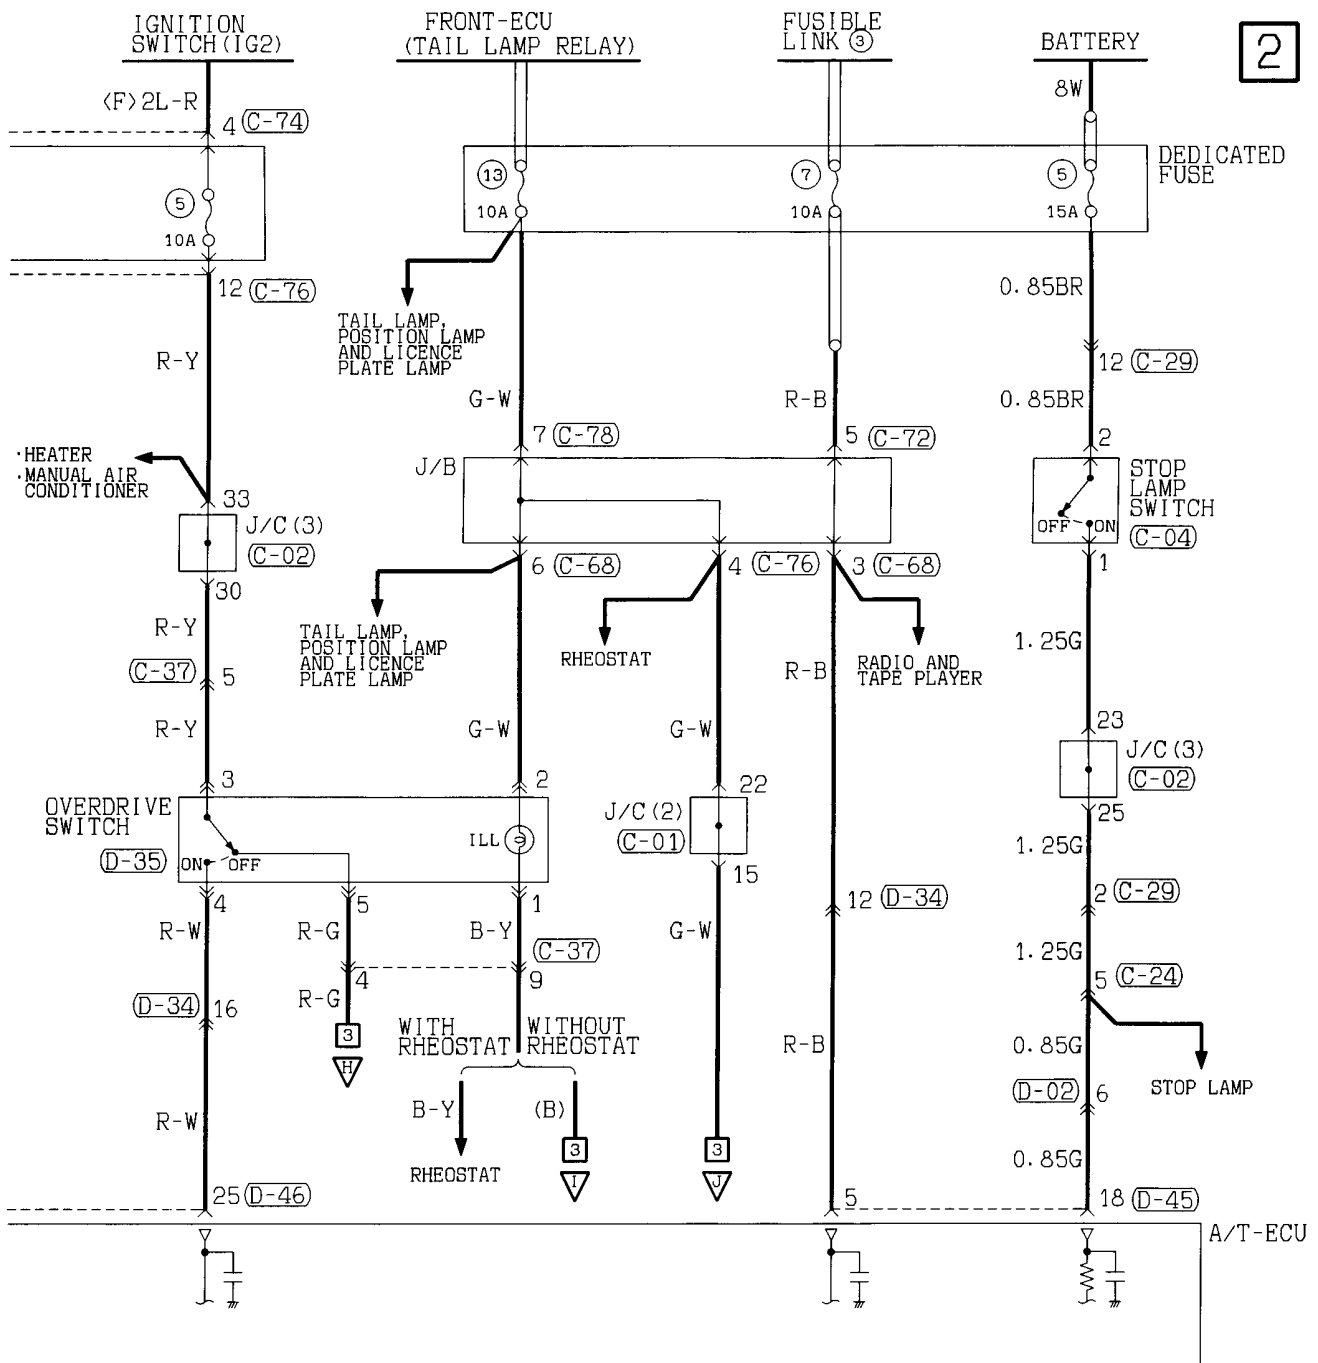 IGNITION
SWITCH(IG2)
FRONT-ECU
(TAIL LAMP RELAY)
FUSIBLE
LINK ③
BATTERY
2
<F>2L-R
8W
4 (C-74)
DEDICATED
FUSE
5
10A
13
10A
7
10A
5
15A
12 (C-76)
0.85BR
TAIL LAMP,
POSITION LAMP
AND LICENCE
PLATE LAMP
R-Y
12 (C-29)
G-W
R-B
0.85BR
7 (C-78)
5 (C-72)
2
·HEATER
·MANUAL AIR
CONDITIONER
J/B
STOP
LAMP
SWITCH
(C-04)
OFF
ON
33
J/C(3)
(C-02)
30
6 (C-68)
4 (C-76)
3 (C-68)
1
R-Y
TAIL LAMP,
POSITION LAMP
AND LICENCE
PLATE LAMP
RHEOSTAT
RADIO AND
TAPE PLAYER
1.25G
(C-37) 5
R-B
R-Y
G-W
G-W
23
J/C(3)
(C-02)
25
3
2
22
OVERDRIVE
SWITCH
(D-35)
ON
OFF
ILL
J/C(2)
(C-01)
15
1.25G
4
5
1
12 (D-34)
2 (C-29)
R-W
R-G
B-Y
G-W
(C-37)
1.25G
4
9
5 (C-24)
(D-34) 16
R-G
3
H
WITH
RHEOSTAT
WITHOUT
RHEOSTAT
R-B
0.85G
STOP LAMP
(D-02) 6
R-W
B-Y
(B)
RHEOSTAT
3
I
3
J
0.85G
25 (D-46)
5
18 (D-45)
A/T-ECU